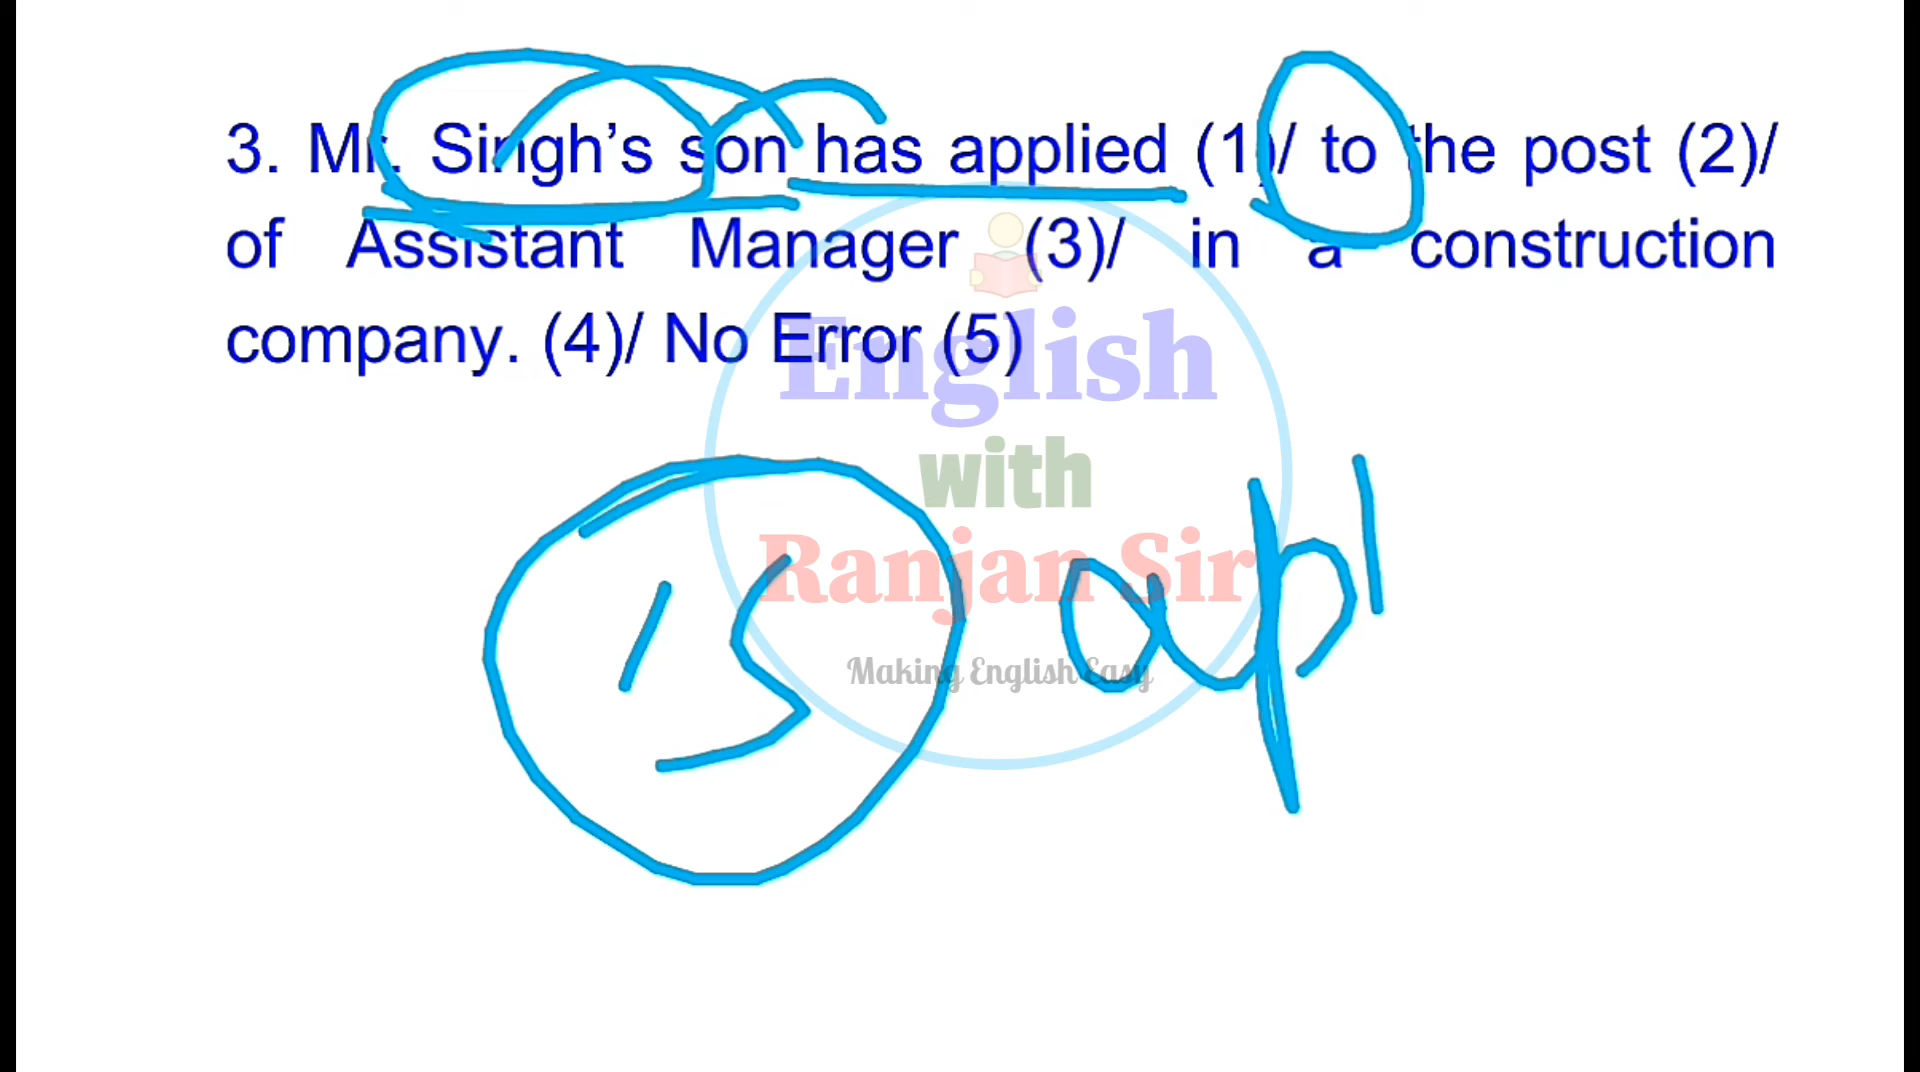 3. Mr. Singh's son has applied (1)/ to the post (2)/
of Assistant Manager (3)/ in a construction
company. (4)/ No Error (5)
English
with
Ranjan Sir
Making English Easy